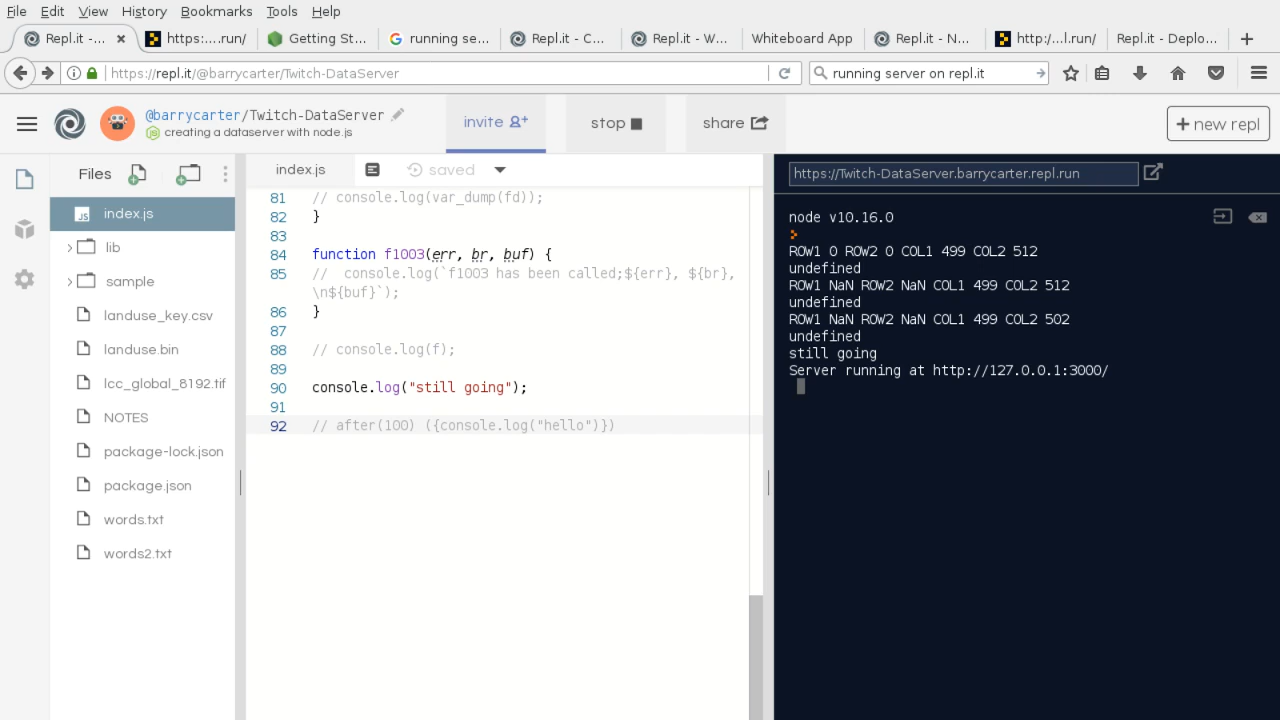 File Edit View History Bookmarks Tools Help
Repl.it -... https:....run/ Getting St... running se... Repl.it - C... Repl.it - W... Whiteboard App Repl.it - N... http:/...l.run/ Repl.it - Deplo...
https://repl.it/@barrycarter/Twitch-DataServer running server on repl.it
@barrycarter/Twitch-DataServer
creating a dataserver with node.js
invite stop share + new repl
Files
index.js
lib
sample
landuse_key.csv
landuse.bin
lcc_global_8192.tif
NOTES
package-lock.json
package.json
words.txt
words2.txt
index.js saved
81 // console.log(var_dump(fd));
82 }
83
84 function f1003(err, br, buf) {
85 //  console.log(`f1003 has been called;${err}, ${br},
\n${buf}`);
86 }
87
88 // console.log(f);
89
90 console.log("still going");
91
92 // after(100) ({console.log("hello")})
https://Twitch-DataServer.barrycarter.repl.run
node v10.16.0
ROW1 0 ROW2 0 COL1 499 COL2 512
undefined
ROW1 NaN ROW2 NaN COL1 499 COL2 512
undefined
ROW1 NaN ROW2 NaN COL1 499 COL2 502
undefined
still going
Server running at http://127.0.0.1:3000/